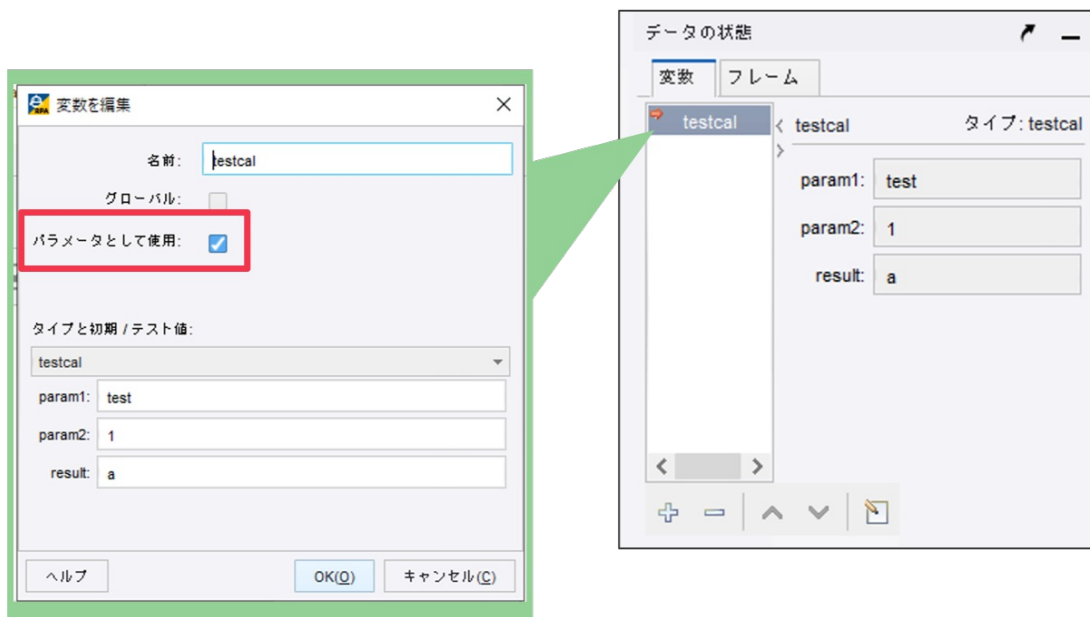 変数を編集
名前: testcal
グローバル:
パラメータとして使用:
タイプと初期 / テスト値:
testcal
param1: test
param2: 1
result: a
ヘルプ OK(O) キャンセル(C)
データの状態
変数 フレーム
testcal
testcal タイプ: testcal
param1: test
param2: 1
result: a